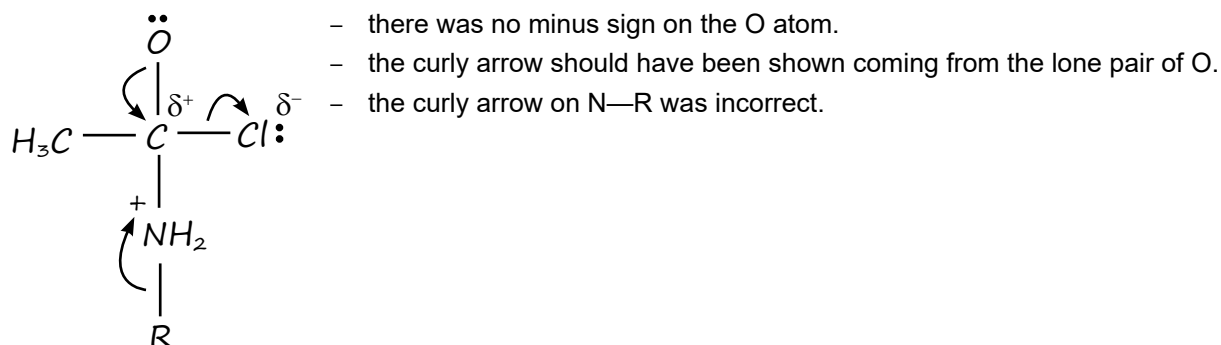 O
– there was no minus sign on the O atom.
– the curly arrow should have been shown coming from the lone pair of O.
– the curly arrow on N—R was incorrect.
δ+ δ–
H₃C C Cl
+
NH₂
R